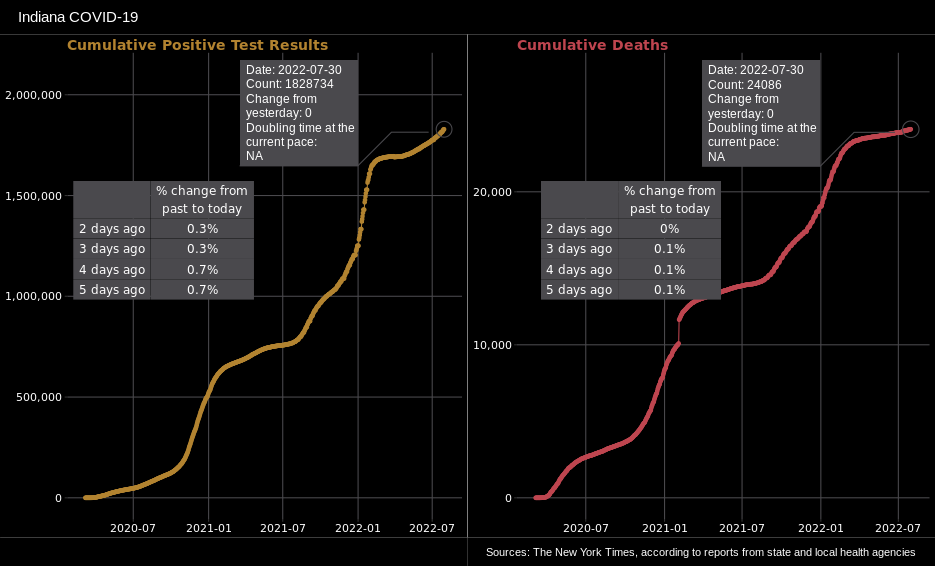 Indiana COVID-19
Cumulative Positive Test Results
Date: 2022-07-30
Count: 1828734
Change from
yesterday: 0
Doubling time at the
current pace:
NA
2,000,000
1,500,000
1,000,000
500,000
0
% change from
past to today
2 days ago 0.3%
3 days ago 0.3%
4 days ago 0.7%
5 days ago 0.7%
2020-07 2021-01 2021-07 2022-01 2022-07
Cumulative Deaths
Date: 2022-07-30
Count: 24086
Change from
yesterday: 0
Doubling time at the
current pace:
NA
20,000
10,000
0
% change from
past to today
2 days ago 0%
3 days ago 0.1%
4 days ago 0.1%
5 days ago 0.1%
2020-07 2021-01 2021-07 2022-01 2022-07
Sources: The New York Times, according to reports from state and local health agencies